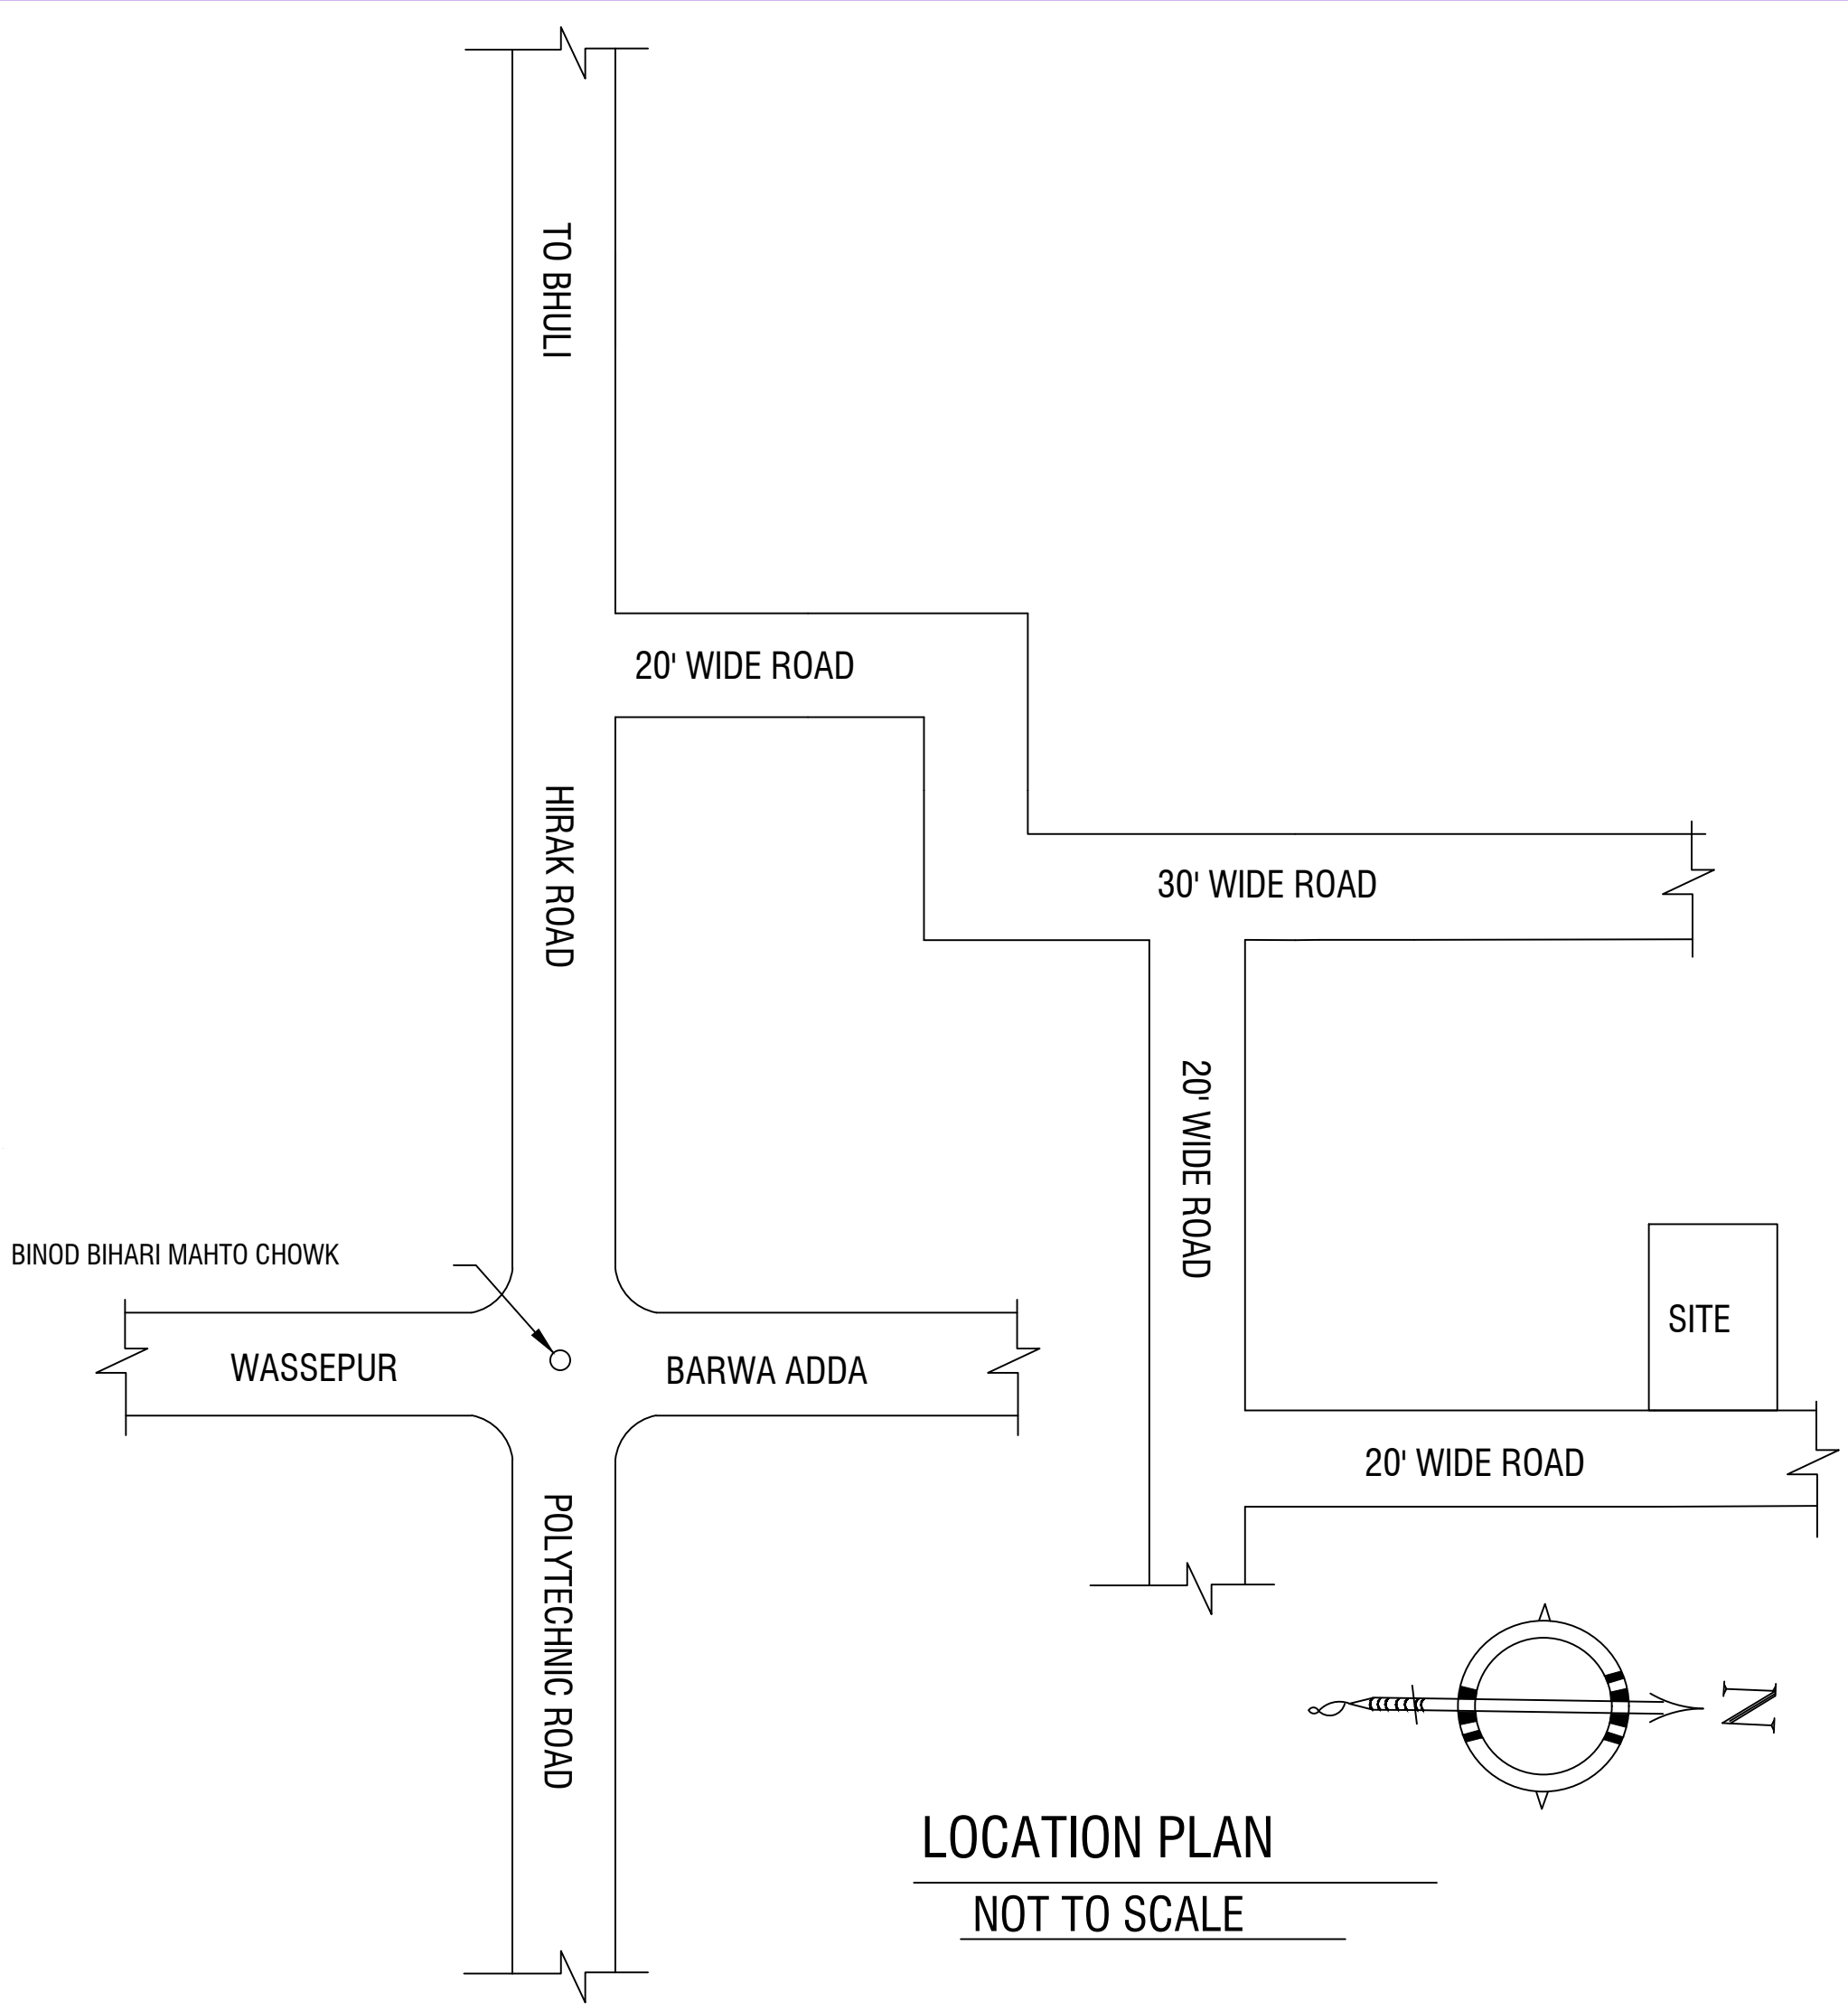 TO BHULI
20' WIDE ROAD
HIRAK ROAD
30' WIDE ROAD
20' WIDE ROAD
BINOD BIHARI MAHTO CHOWK
WASSEPUR
BARWA ADDA
SITE
20' WIDE ROAD
POLYTECHNIC ROAD
N
LOCATION PLAN
NOT TO SCALE